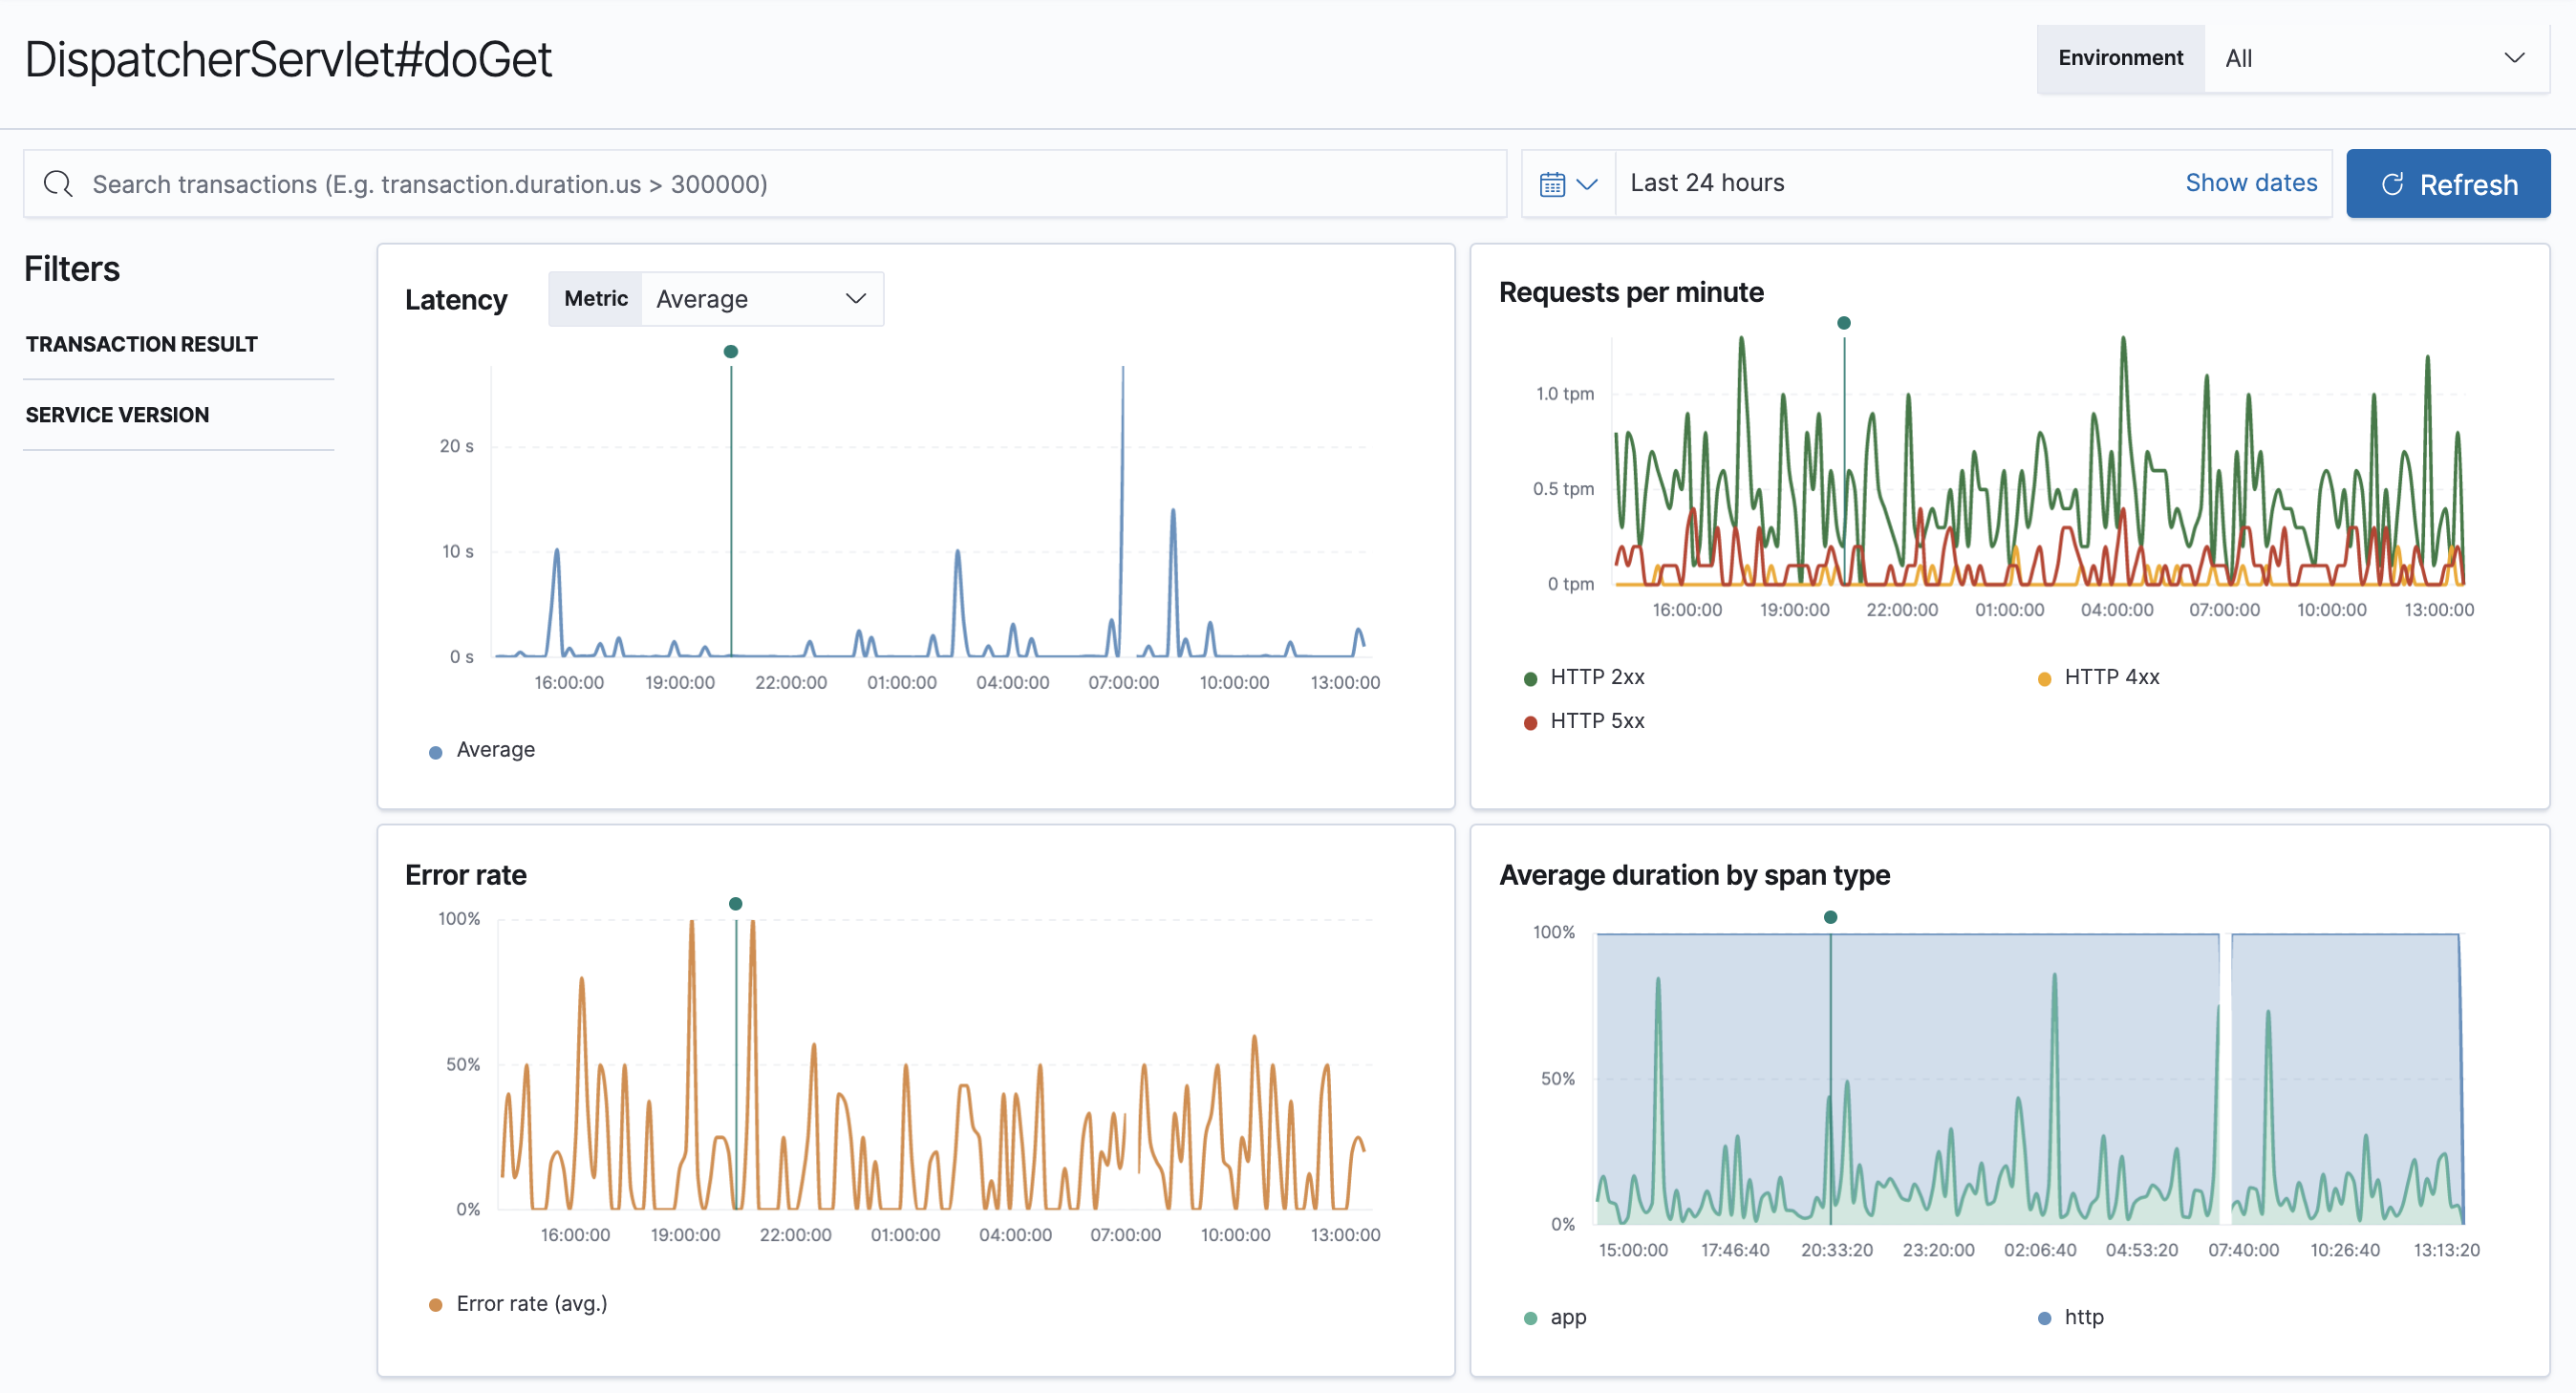 DispatcherServlet#doGet
Environment All
Search transactions (E.g. transaction.duration.us > 300000)
Last 24 hours Show dates Refresh
Filters
TRANSACTION RESULT
SERVICE VERSION
Latency Metric Average
20 s
10 s
0 s
16:00:00 19:00:00 22:00:00 01:00:00 04:00:00 07:00:00 10:00:00 13:00:00
Average
Requests per minute
1.0 tpm
0.5 tpm
0 tpm
16:00:00 19:00:00 22:00:00 01:00:00 04:00:00 07:00:00 10:00:00 13:00:00
HTTP 2xx HTTP 4xx
HTTP 5xx
Error rate
100%
50%
0%
16:00:00 19:00:00 22:00:00 01:00:00 04:00:00 07:00:00 10:00:00 13:00:00
Error rate (avg.)
Average duration by span type
100%
50%
0%
15:00:00 17:46:40 20:33:20 23:20:00 02:06:40 04:53:20 07:40:00 10:26:40 13:13:20
app http